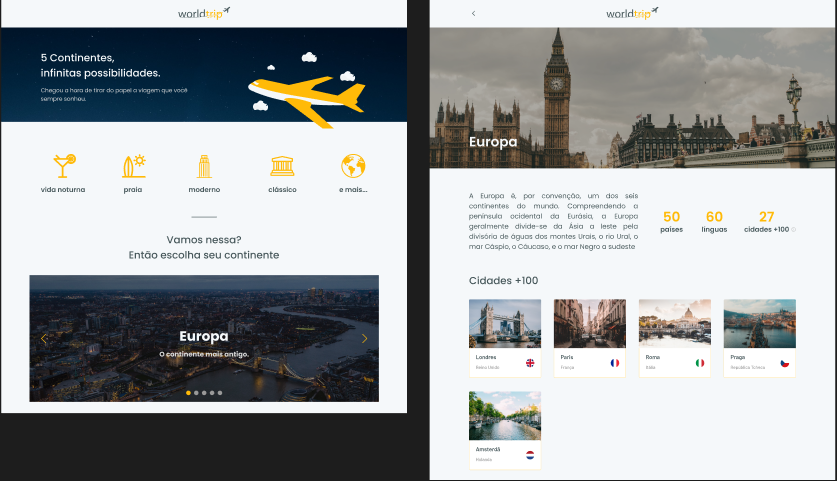 worldtrip
5 Continentes,
infinitas possibilidades.
Chegou a hora de tirar do papel a viagem que você
sempre sonhou.
vida noturna
praia
moderno
clássico
e mais...
Vamos nessa?
Então escolha seu continente
Europa
O continente mais antigo.
worldtrip
Europa
A Europa é, por convenção, um dos seis
continentes do mundo. Compreendendo a
península ocidental da Eurásia, a Europa
geralmente divide-se da Ásia a leste pela
divisória de águas dos montes Urais, o rio Ural, o
mar Cáspio, o Cáucaso, e o mar Negro a sudeste
50
países
60
línguas
27
cidades +100
Cidades +100
Londres
Reino Unido
Paris
França
Roma
Itália
Praga
República Tcheca
Amsterdã
Holanda